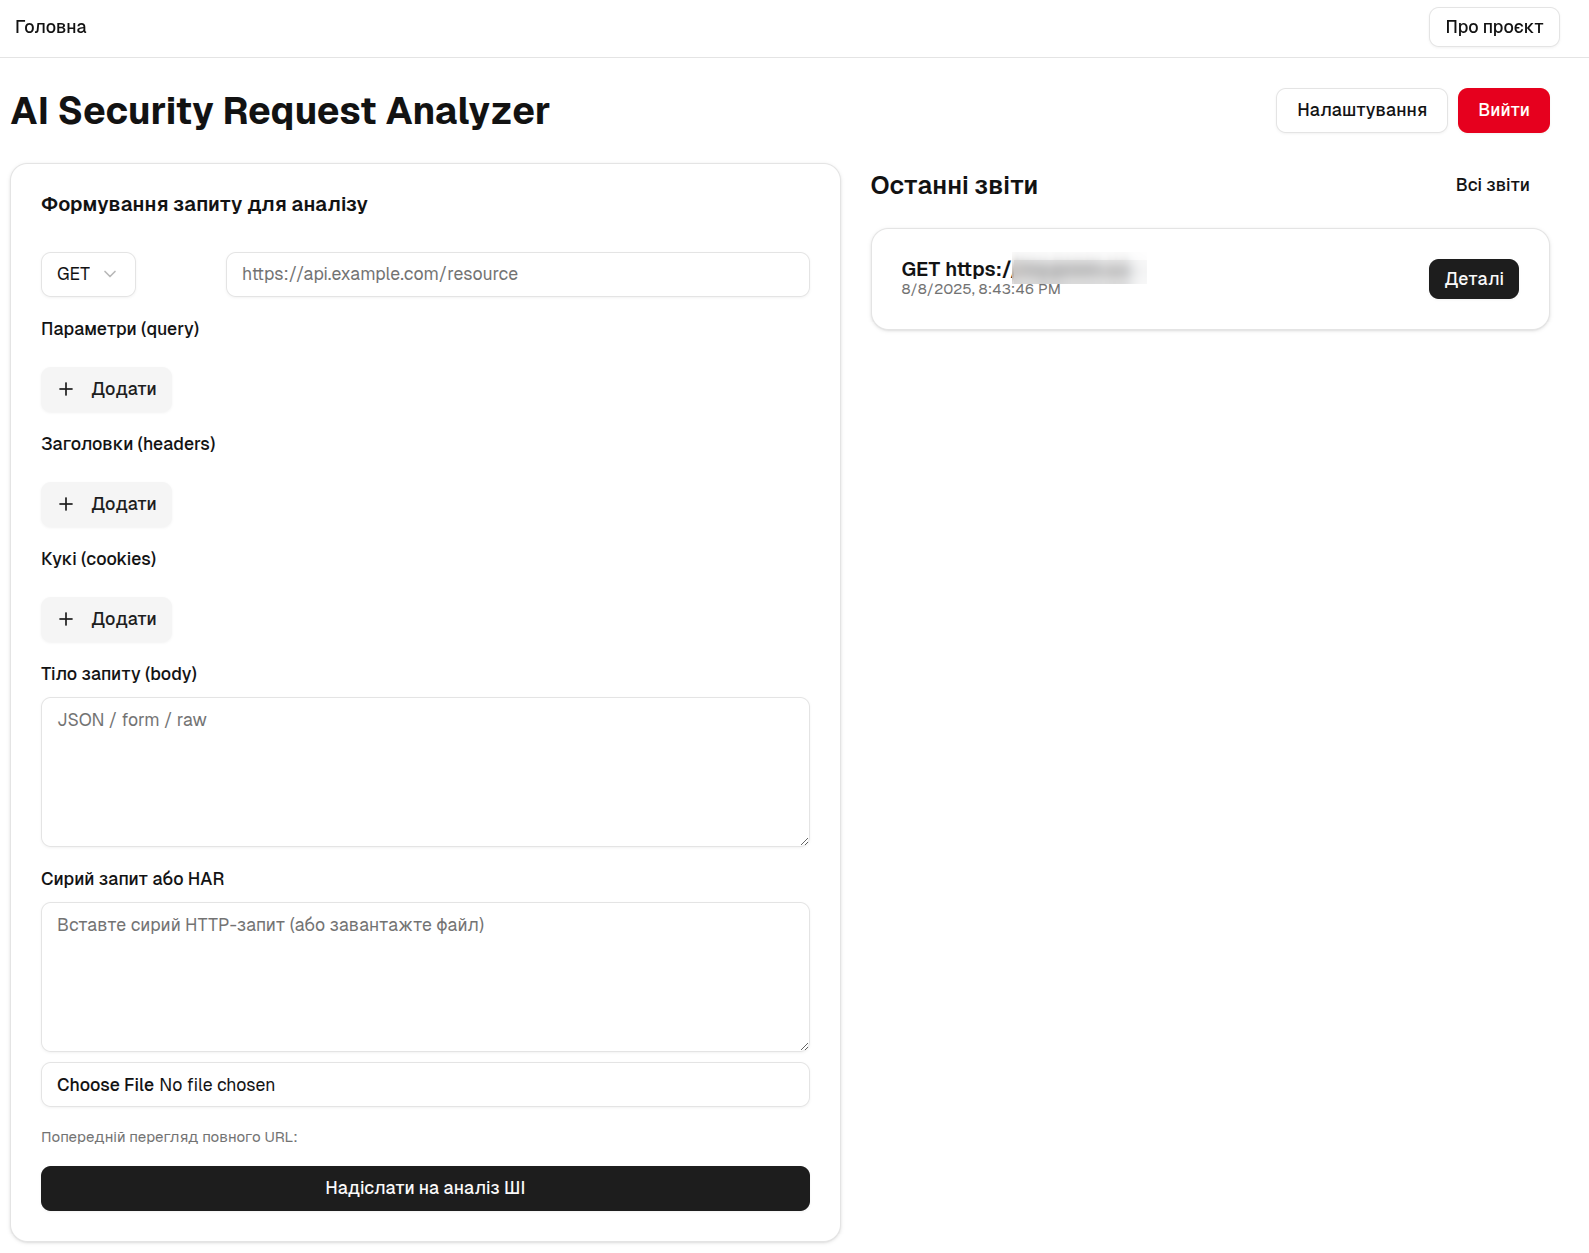 Головна
Про проєкт
AI Security Request Analyzer
Налаштування
Вийти
Формування запиту для аналізу
GET
https://api.example.com/resource
Параметри (query)
+ Додати
Заголовки (headers)
+ Додати
Кукі (cookies)
+ Додати
Тіло запиту (body)
JSON / form / raw
Сирий запит або HAR
Вставте сирий HTTP-запит (або завантажте файл)
Choose File No file chosen
Попередній перегляд повного URL:
Надіслати на аналіз ШІ
Останні звіти
Всі звіти
GET https:/
8/8/2025, 8:43:46 PM
Деталі